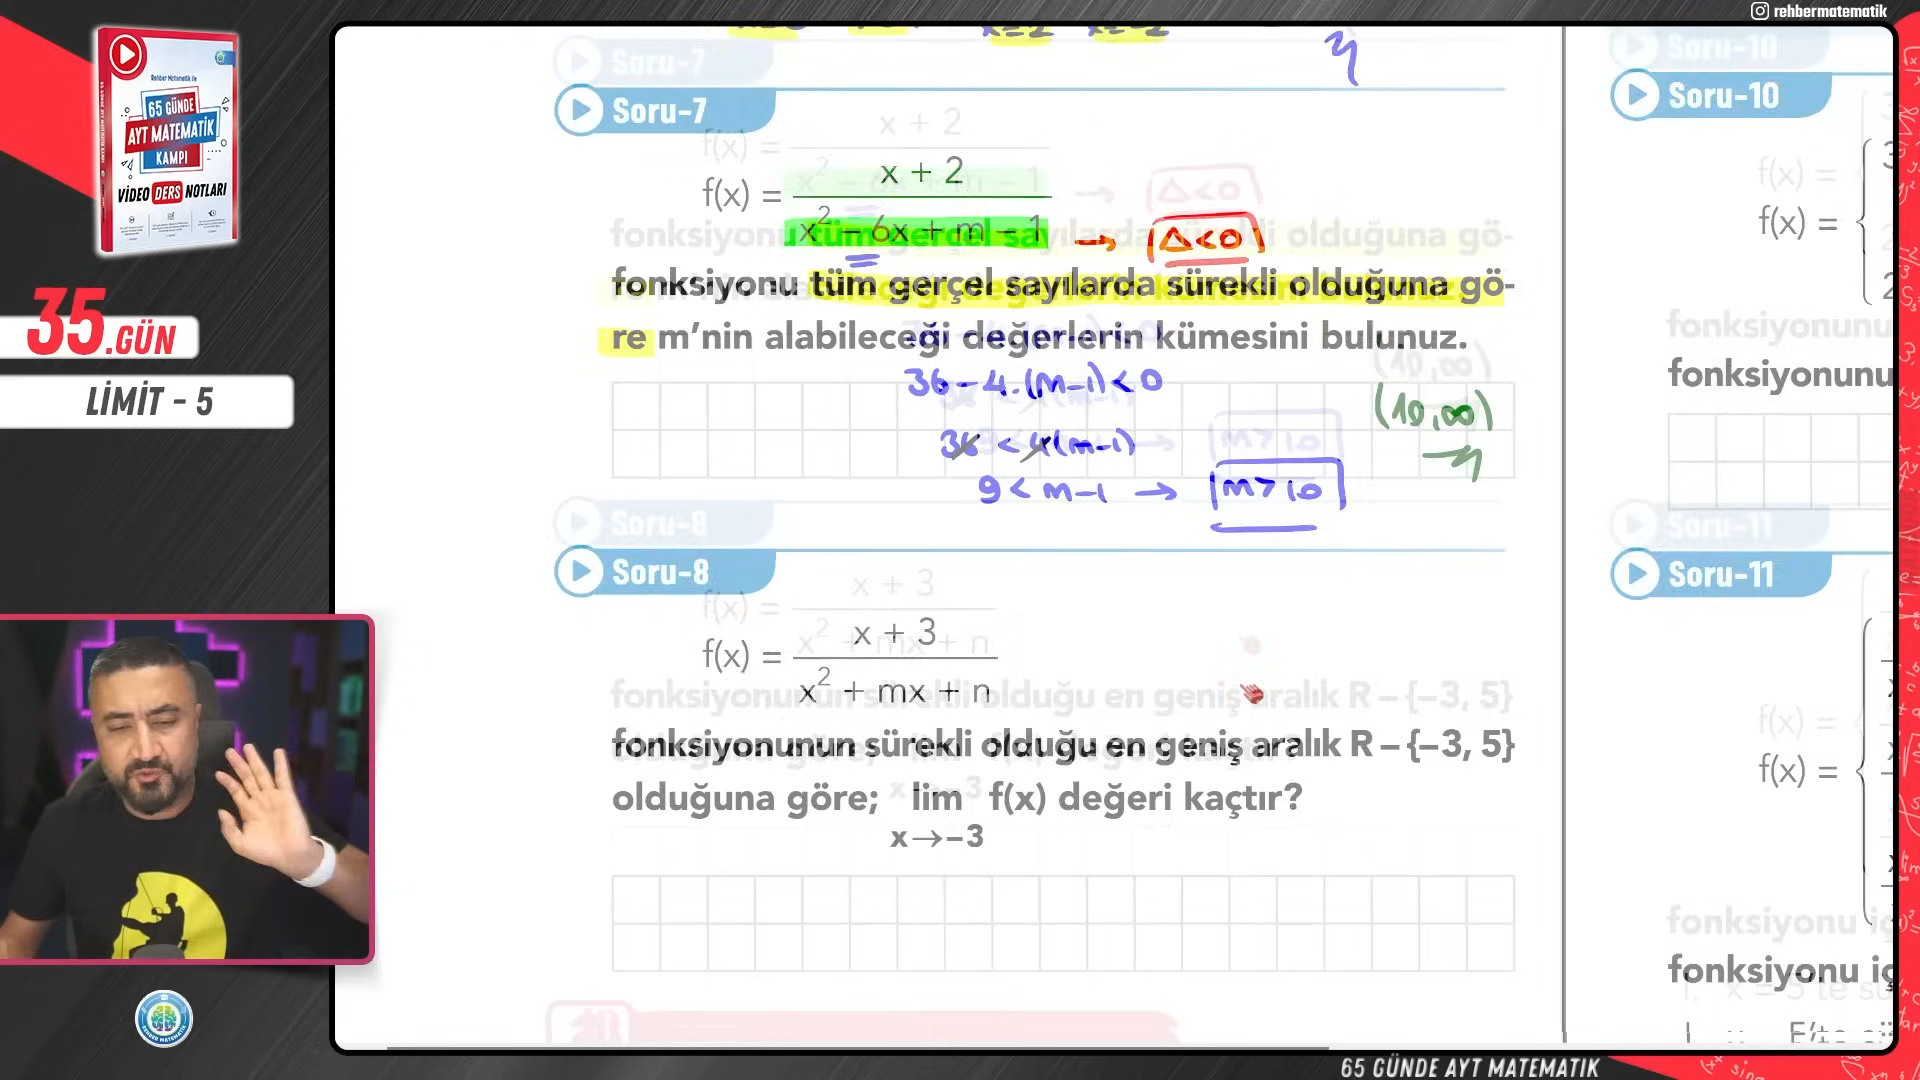 rehbermatematik
Rehber Matematik ile
65 GÜNDE
AYT MATEMATİK
KAMPI
VİDEO DERS NOTLARI
35.GÜN
LİMİT - 5
Soru-7
f(x) = (x + 2) / (x² – 6x + m – 1) → Δ<0
fonksiyonu tüm gerçel sayılarda sürekli olduğuna gö-
re m’nin alabileceği değerlerin kümesini bulunuz.
36-4.(m-1)<0
36 < 4(m-1)
9 < m-1 → m>10
(10,∞)
Soru-8
f(x) = (x + 3) / (x² + mx + n)
fonksiyonunun sürekli olduğu en geniş aralık R – {–3, 5}
olduğuna göre; lim f(x) değeri kaçtır?
x→–3
Soru-10
f(x) =
fonksiyonunu
Soru-11
f(x) =
fonksiyonu iç
65 GÜNDE AYT MATEMATİK